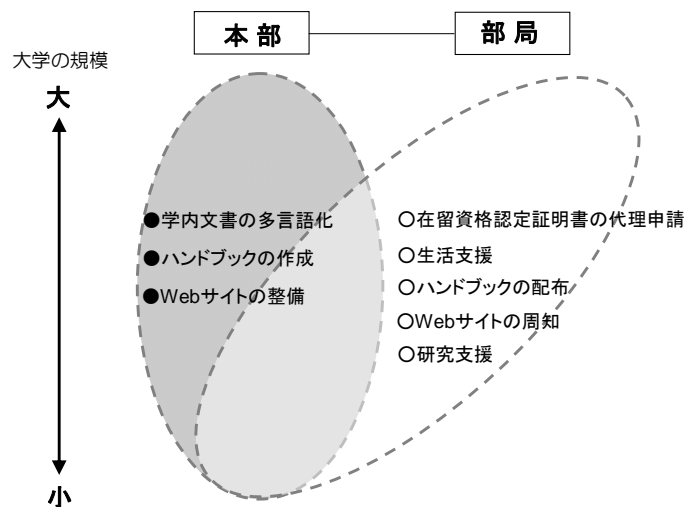 本部
部局
大学の規模
大
●学内文書の多言語化
●ハンドブックの作成
●Webサイトの整備
○在留資格認定証明書の代理申請
○生活支援
○ハンドブックの配布
○Webサイトの周知
○研究支援
小